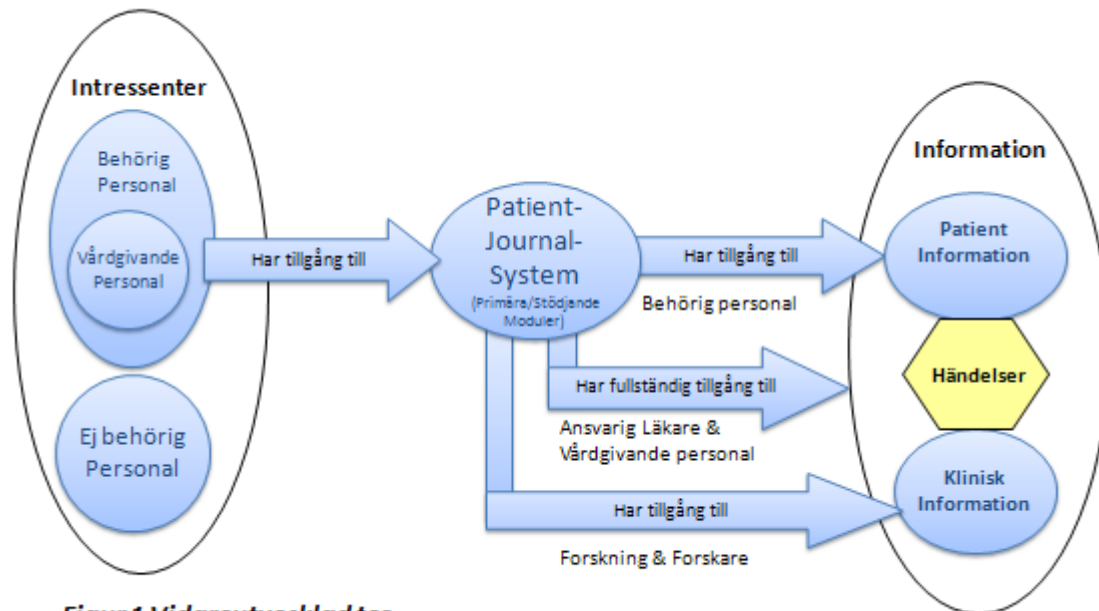 Intressenter
Behörig
Personal
Vårdgivande
Personal
Ej behörig
Personal
Har tillgång till
Patient-
Journal-
System
(Primära/Stödjande
Moduler)
Har tillgång till
Behörig personal
Har fullständig tillgång till
Ansvarig Läkare &
Vårdgivande personal
Har tillgång till
Forskning & Forskare
Information
Patient
Information
Händelser
Klinisk
Information